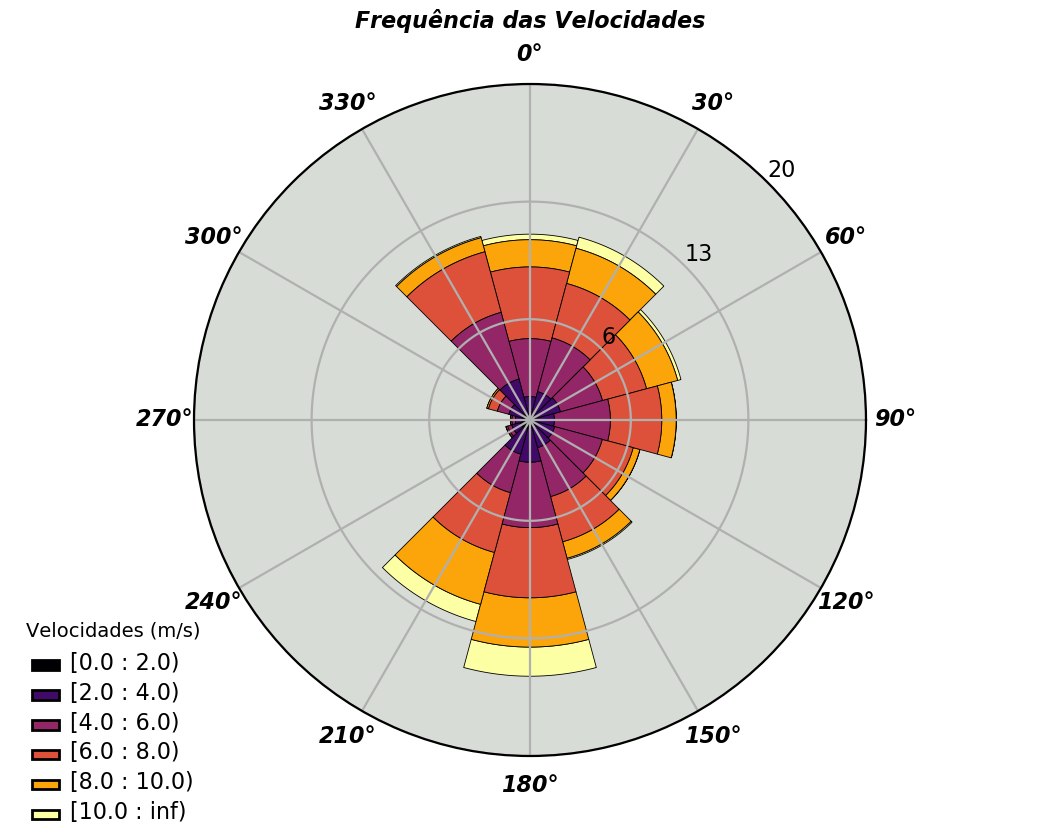 Frequência das Velocidades
0°
330°
30°
20
300°
60°
13
6
270°
90°
240°
120°
210°
150°
180°
Velocidades (m/s)
[0.0 : 2.0)
[2.0 : 4.0)
[4.0 : 6.0)
[6.0 : 8.0)
[8.0 : 10.0)
[10.0 : inf)